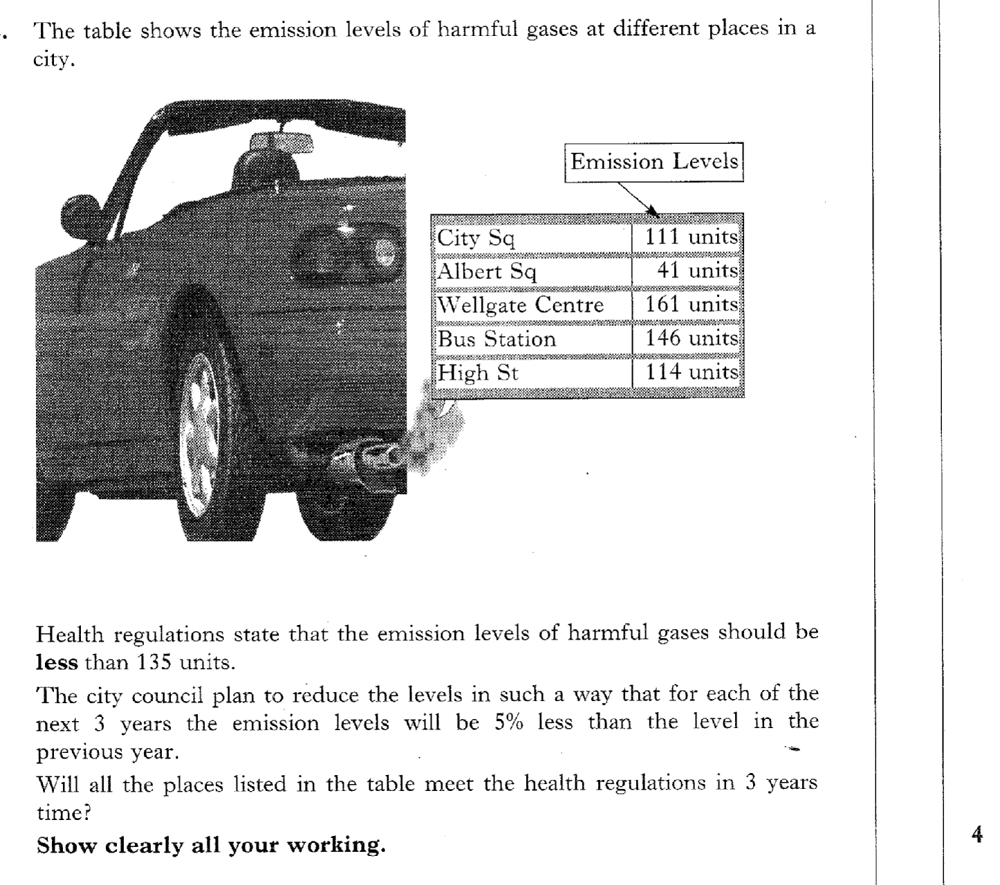 . The table shows the emission levels of harmful gases at different places in a
city.
Emission Levels
City Sq 111 units
Albert Sq 41 units
Wellgate Centre 161 units
Bus Station 146 units
High St 114 units
Health regulations state that the emission levels of harmful gases should be
less than 135 units.
The city council plan to reduce the levels in such a way that for each of the
next 3 years the emission levels will be 5% less than the level in the
previous year.
Will all the places listed in the table meet the health regulations in 3 years
time?
Show clearly all your working.
4